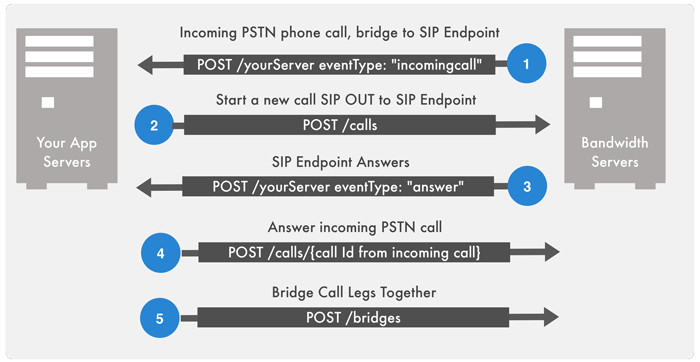 Incoming PSTN phone call, bridge to SIP Endpoint
POST /yourServer eventType: "incomingcall"
1
Start a new call SIP OUT to SIP Endpoint
2
POST /calls
Your App
Servers
Bandwidth
Servers
SIP Endpoint Answers
POST /yourServer eventType: "answer"
3
Answer incoming PSTN call
4
POST /calls/{call Id from incoming call}
Bridge Call Legs Together
5
POST /bridges